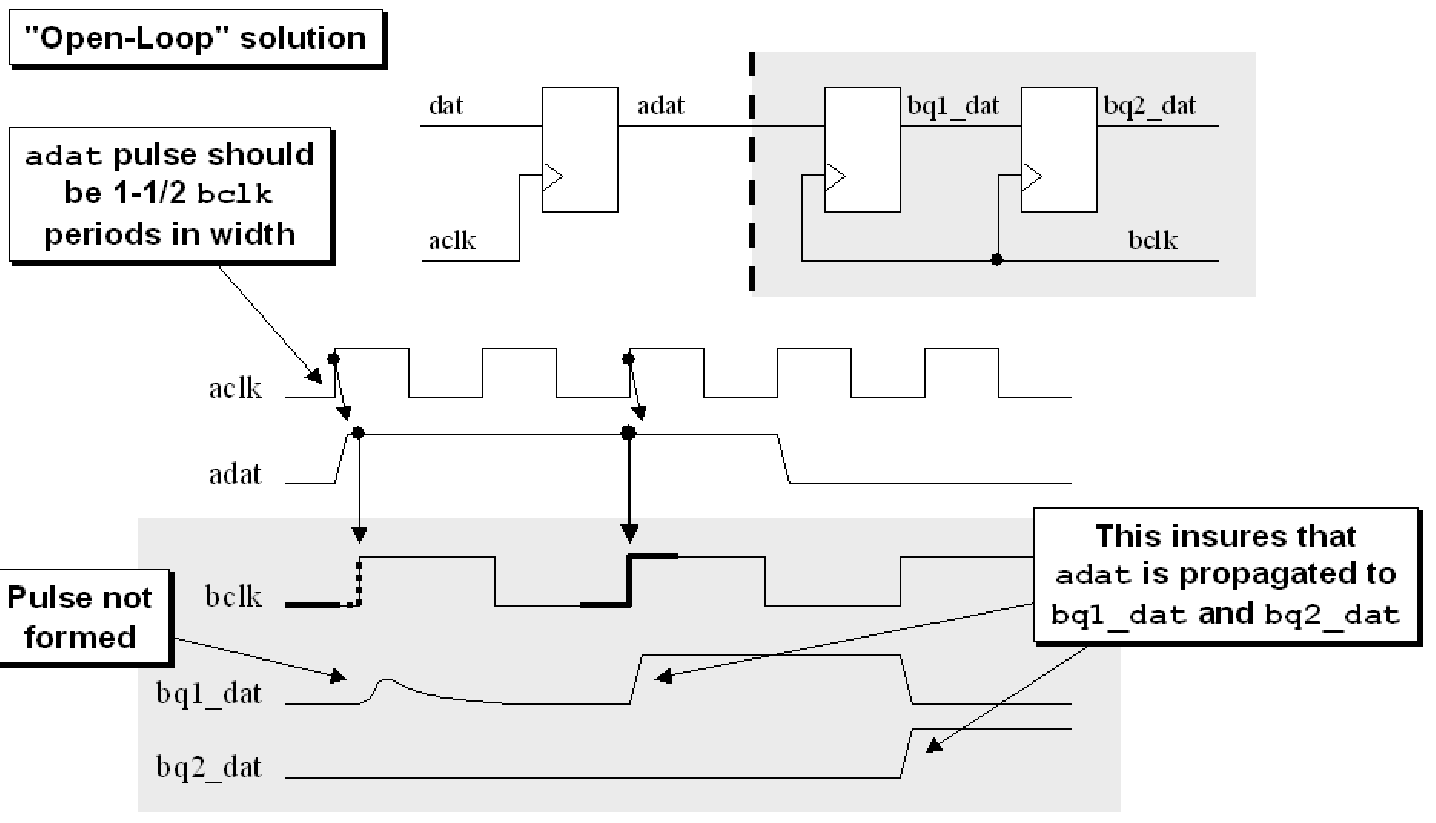 "Open-Loop" solution
dat
adat
bq1_dat
bq2_dat
adat pulse should
be 1-1/2 bclk
periods in width
aclk
bclk
aclk
adat
This insures that
adat is propagated to
bq1_dat and bq2_dat
Pulse not
formed
bclk
bq1_dat
bq2_dat